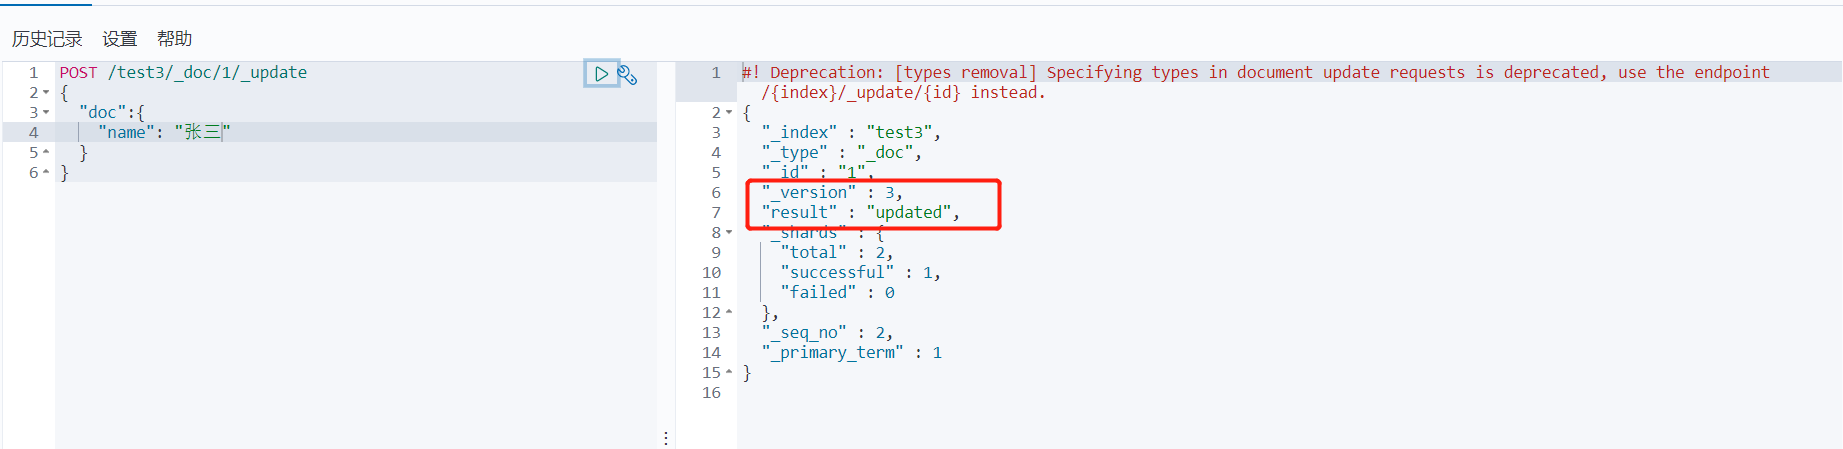 历史记录 设置 帮助
1 POST /test3/_doc/1/_update
2 {
3 "doc":{
4 "name": "张三"
5 }
6 }
1 #! Deprecation: [types removal] Specifying types in document update requests is deprecated, use the endpoint
/{index}/_update/{id} instead.
2 {
3 "_index" : "test3",
4 "_type" : "_doc",
5 "_id" : "1",
6 "_version" : 3,
7 "result" : "updated",
8 "_shards" : {
9 "total" : 2,
10 "successful" : 1,
11 "failed" : 0
12 },
13 "_seq_no" : 2,
14 "_primary_term" : 1
15 }
16